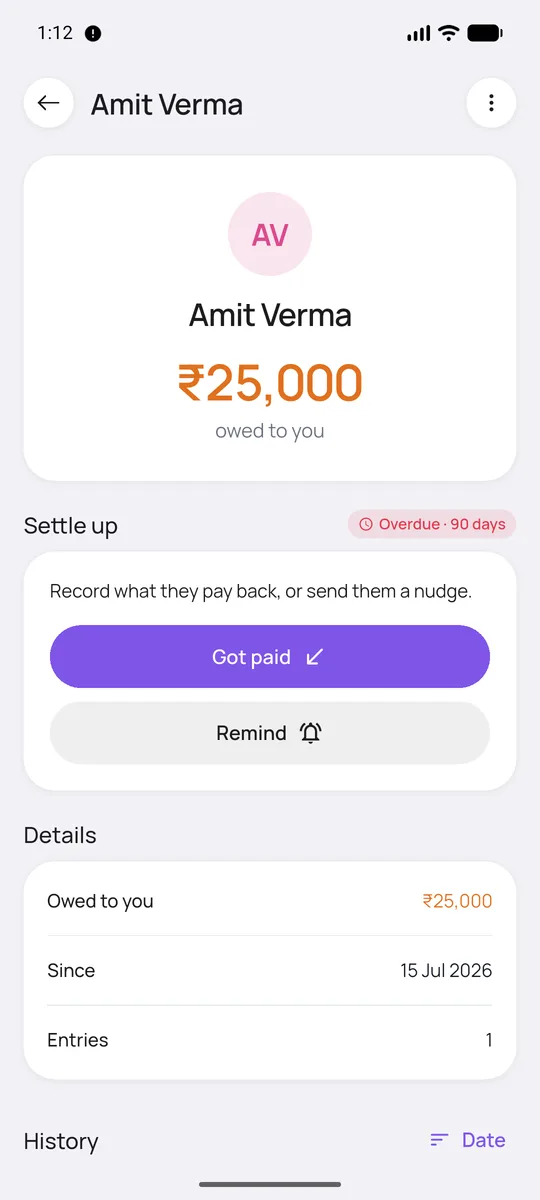 1:12
Amit Verma
AV
Amit Verma
₹25,000
owed to you
Settle up
Overdue · 90 days
Record what they pay back, or send them a nudge.
Got paid
Remind
Details
Owed to you
₹25,000
Since
15 Jul 2026
Entries
1
History
Date